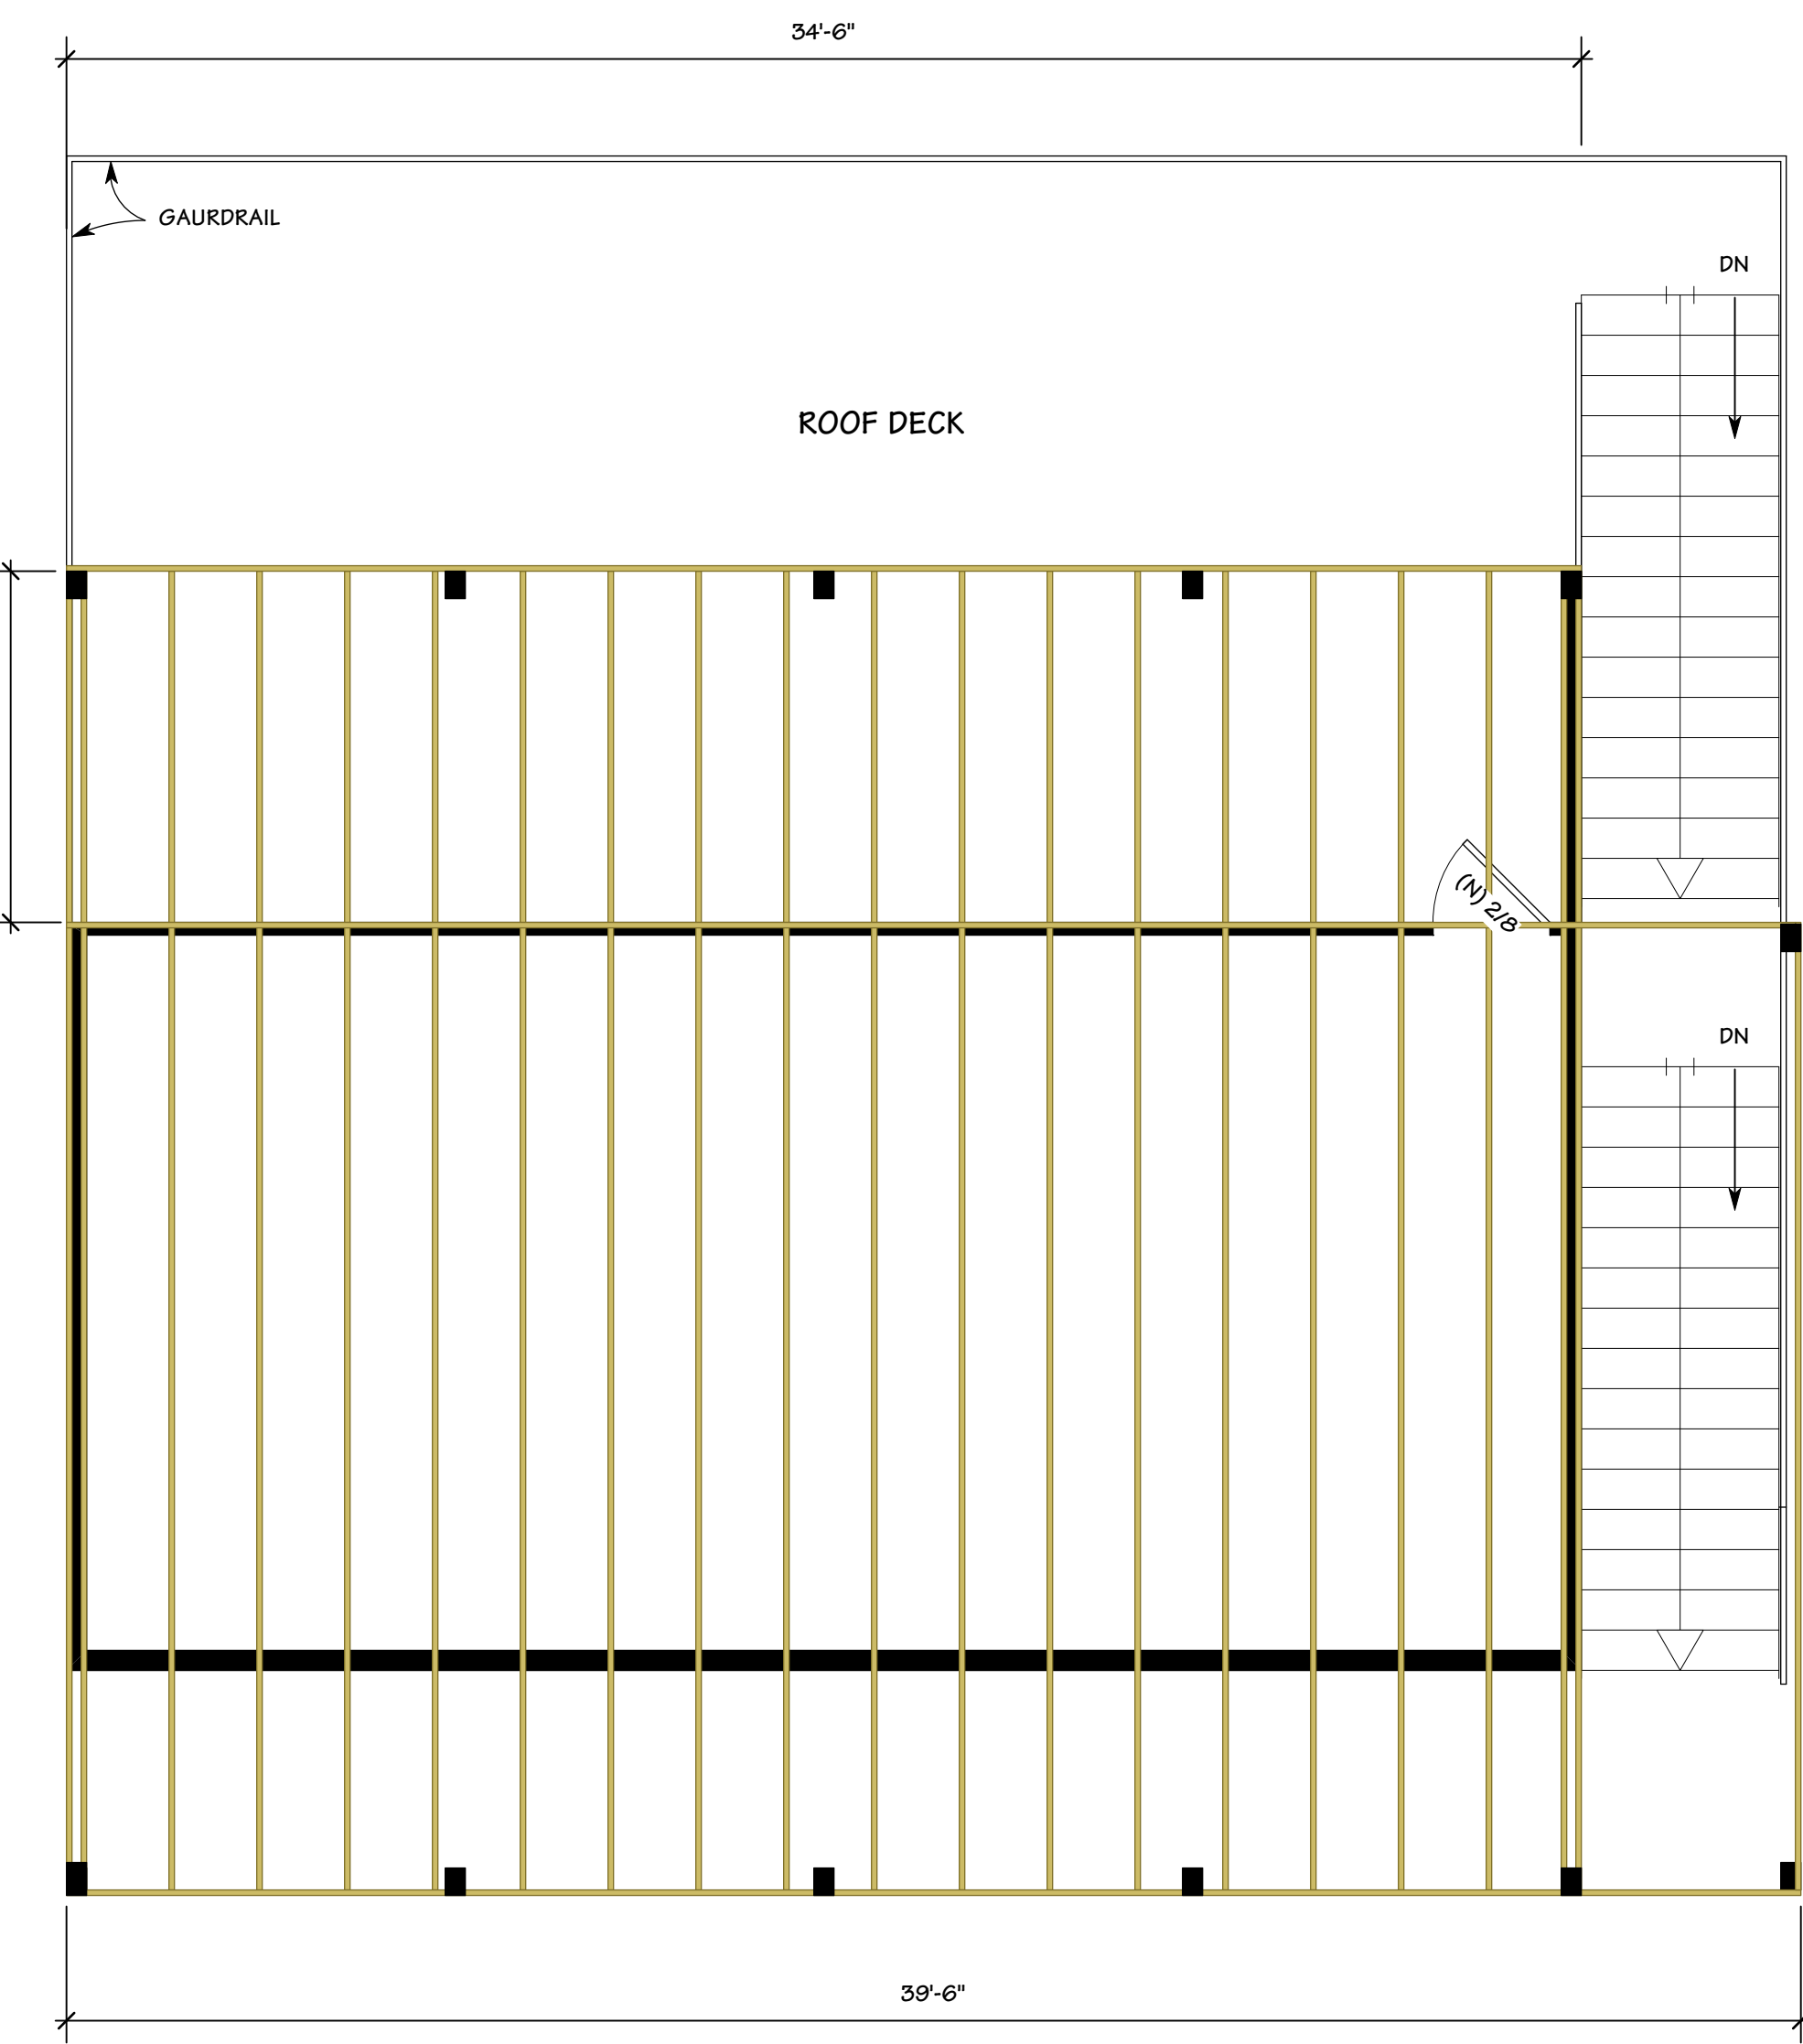 34'-6"
GAURDRAIL
DN
ROOF DECK
(N) 2/8
DN
39'-6"